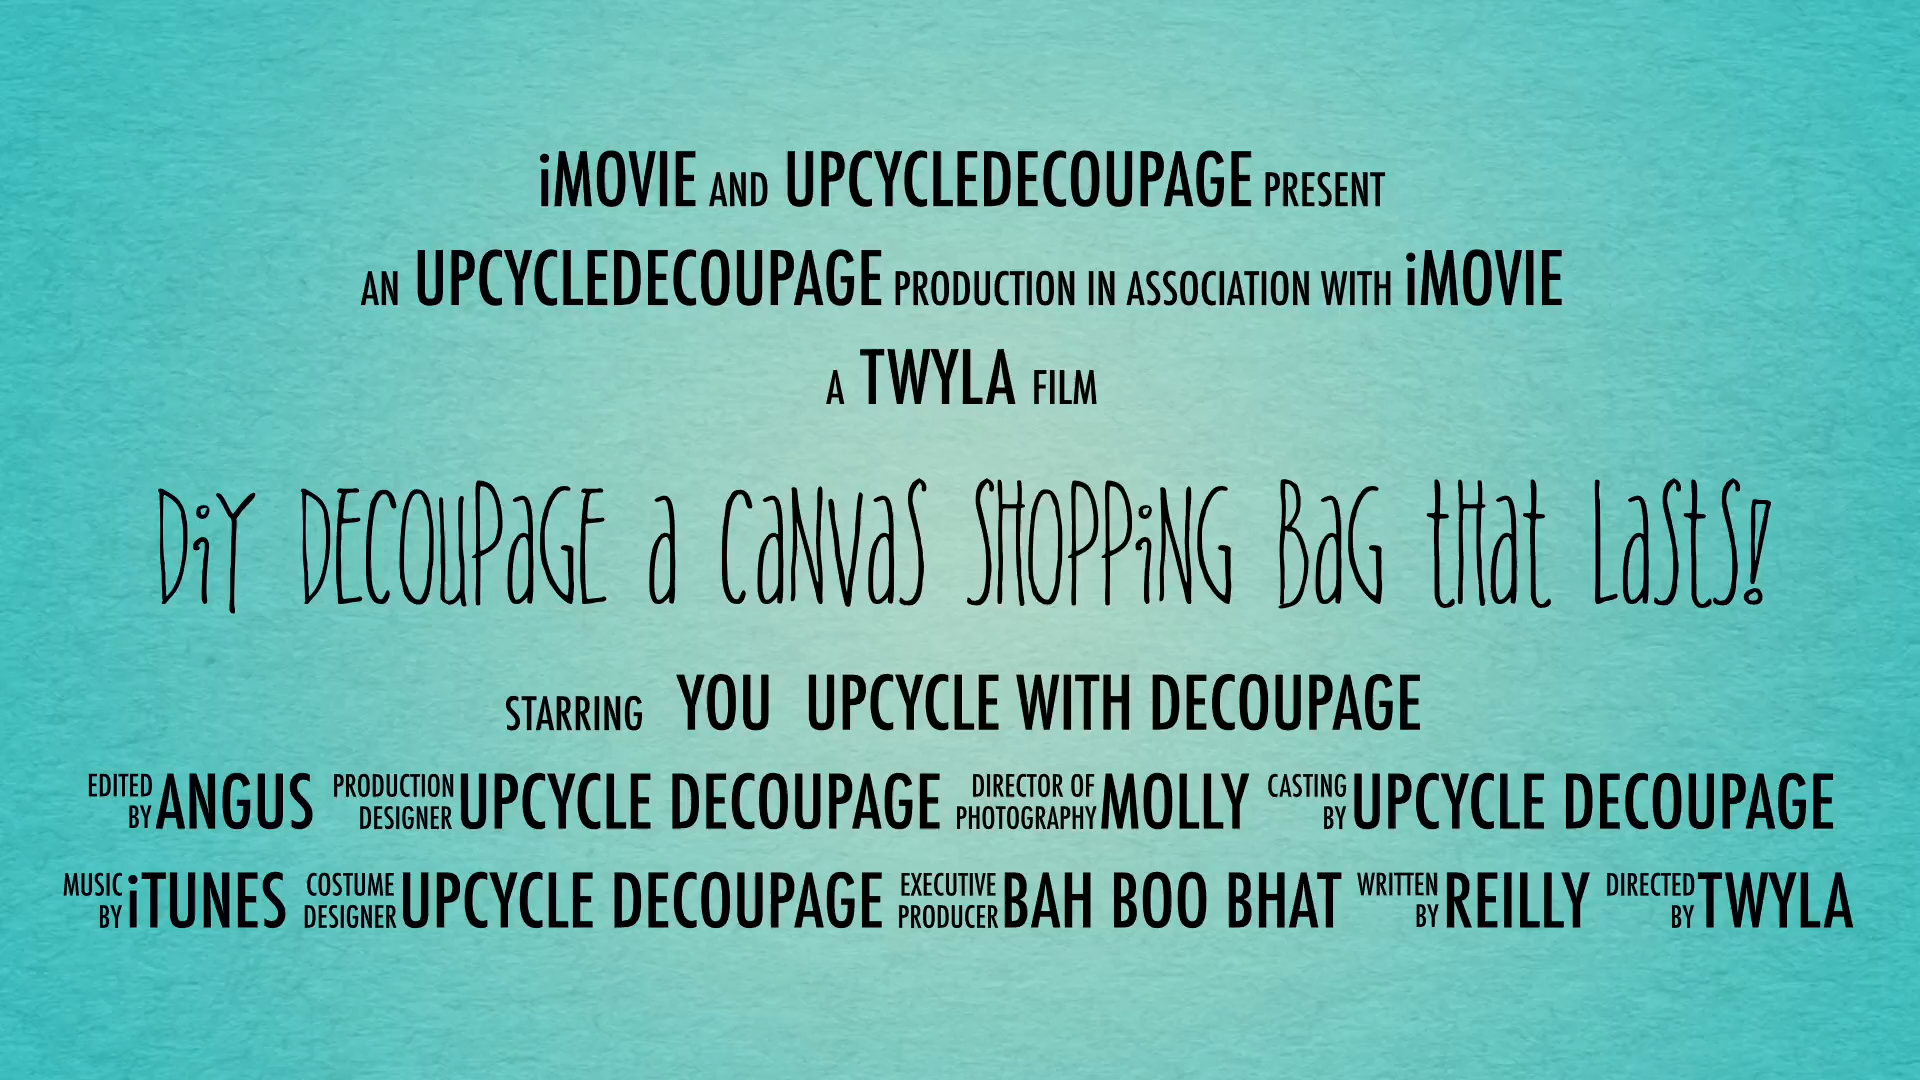 iMOVIE AND UPCYCLEDECOUPAGE PRESENT
AN UPCYCLEDECOUPAGE PRODUCTION IN ASSOCIATION WITH iMOVIE
A TWYLA FILM
DiY DECOUPaGE a CaNVaS SHOPPiNG BaG tHat LaStS!
STARRING YOU UPCYCLE WITH DECOUPAGE
EDITED BY ANGUS PRODUCTION DESIGNER UPCYCLE DECOUPAGE DIRECTOR OF PHOTOGRAPHY MOLLY CASTING BY UPCYCLE DECOUPAGE
MUSIC BY iTUNES COSTUME DESIGNER UPCYCLE DECOUPAGE EXECUTIVE PRODUCER BAH BOO BHAT WRITTEN BY REILLY DIRECTED BY TWYLA